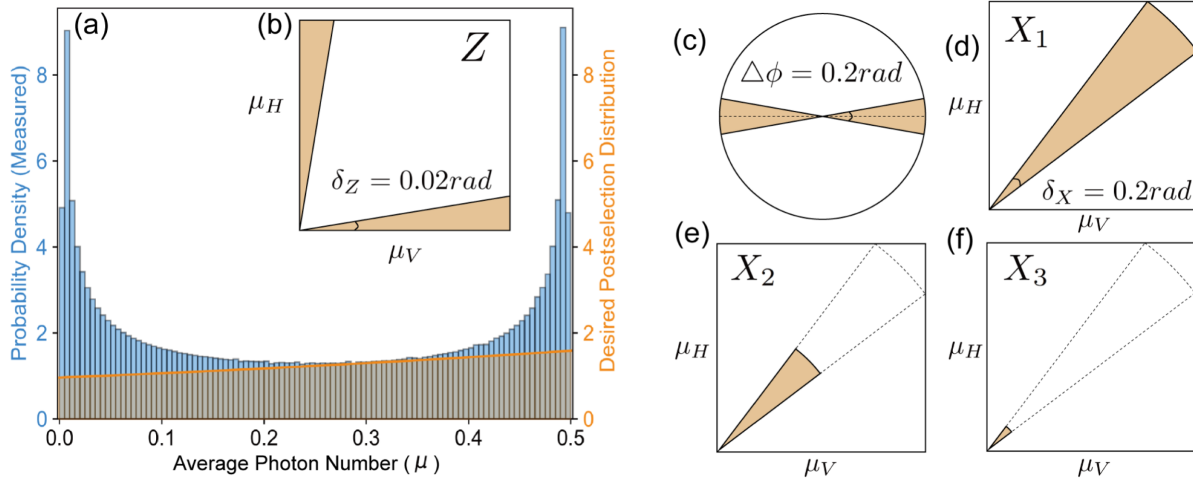 (a)
(b)
Z
μ_H
δ_Z = 0.02rad
μ_V
Probability Density (Measured)
8
6
4
2
0
Desired Postselection Distribution
8
6
4
2
0
0.0 0.1 0.2 0.3 0.4 0.5
Average Photon Number (μ)
(c)
△ϕ = 0.2rad
(d)
X_1
μ_H
δ_X = 0.2rad
μ_V
(e)
X_2
μ_H
μ_V
(f)
X_3
μ_H
μ_V